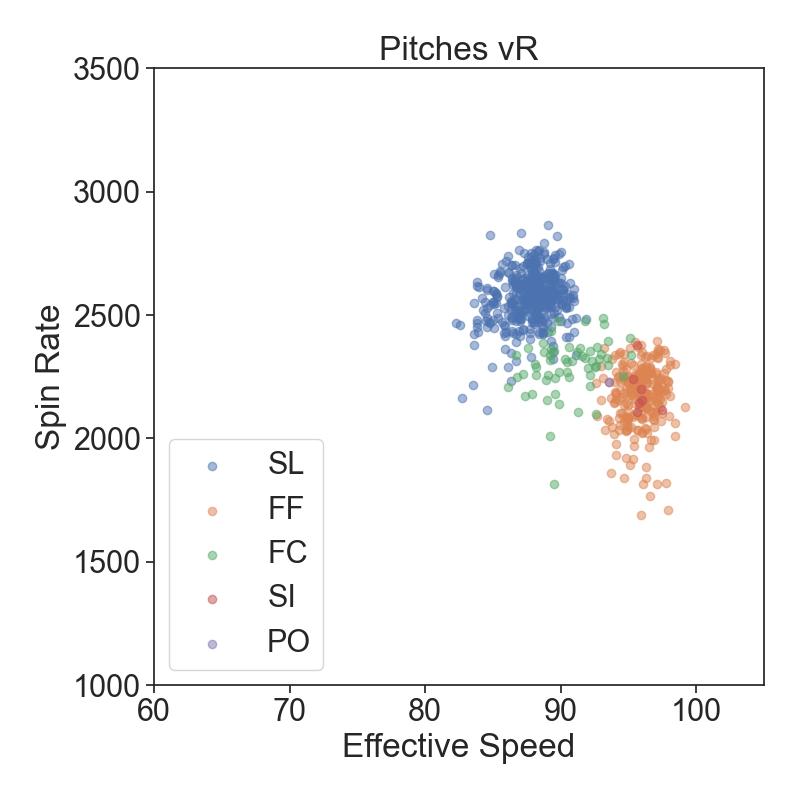 Pitches vR
3500
3000
2500
2000
1500
1000
Spin Rate
SL
FF
FC
SI
PO
60 70 80 90 100
Effective Speed